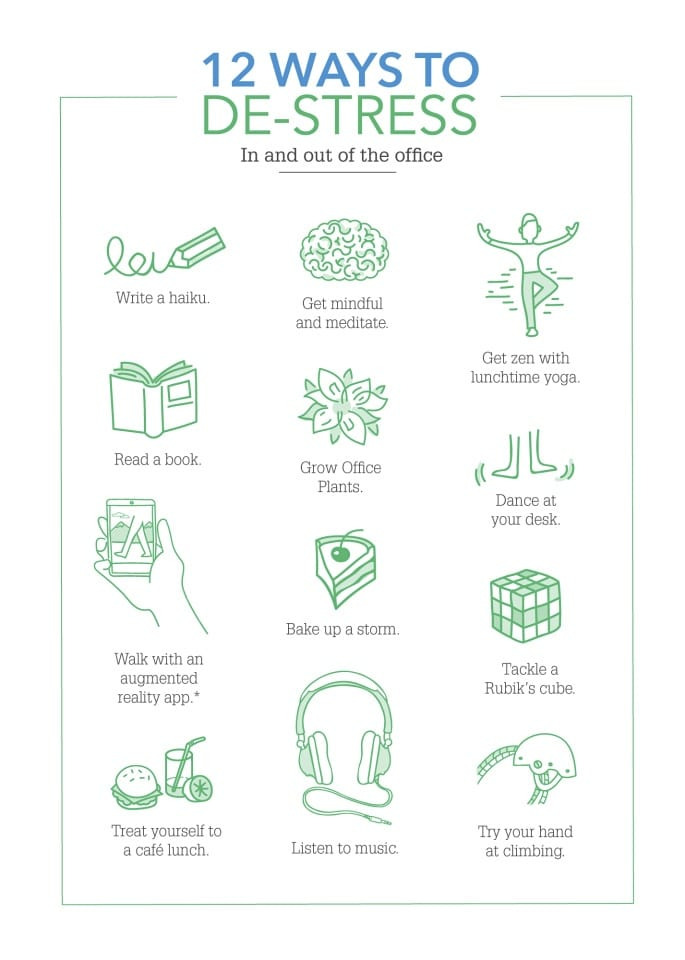 12 WAYS TO
DE-STRESS
In and out of the office
Write a haiku.
Get mindful
and meditate.
Get zen with
lunchtime yoga.
Read a book.
Grow Office
Plants.
Dance at
your desk.
Walk with an
augmented
reality app.*
Bake up a storm.
Tackle a
Rubik's cube.
Treat yourself to
a café lunch.
Listen to music.
Try your hand
at climbing.